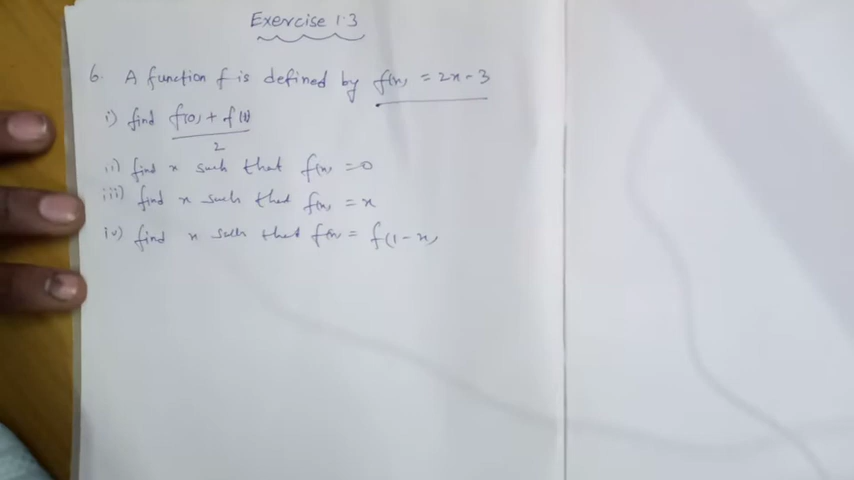 Exercise 1.3
6. A function f is defined by f(x) = 2x - 3
i) find f(0) + f(1)
2
ii) find x such that f(x) = 0
iii) find x such that f(x) = x
iv) find x such that f(x) = f(1 - x)